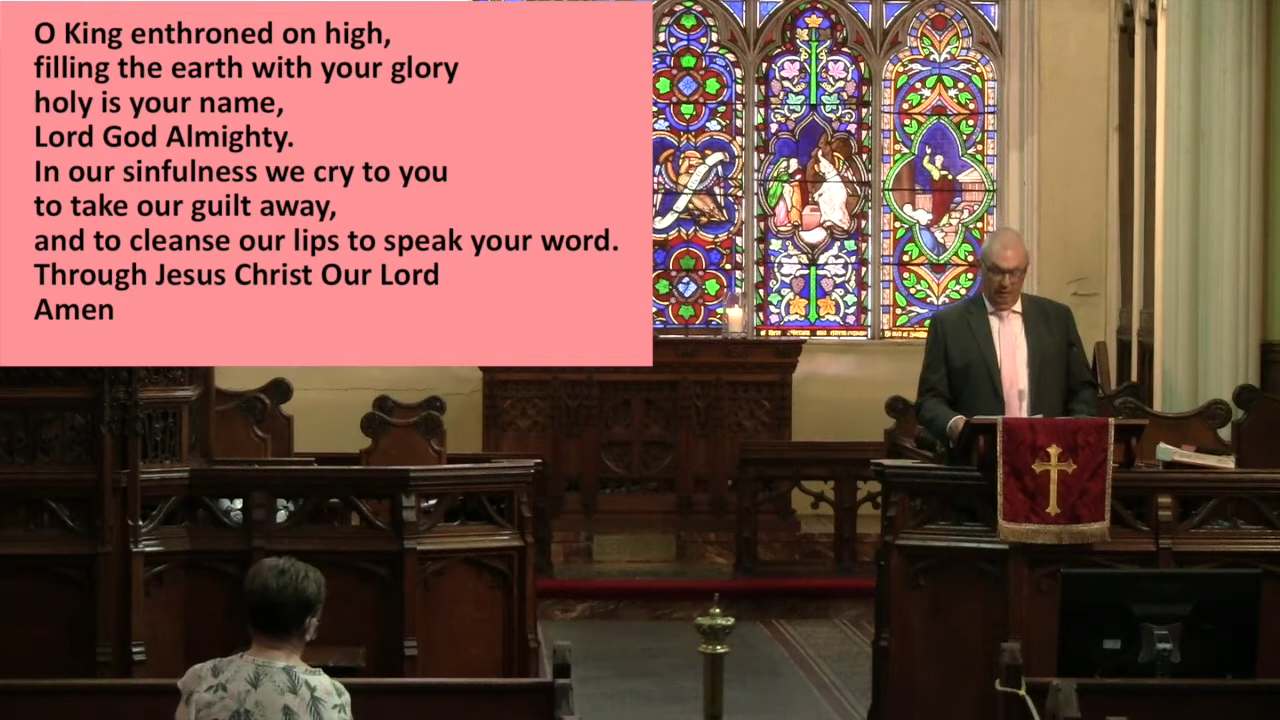 O King enthroned on high,
filling the earth with your glory
holy is your name,
Lord God Almighty.
In our sinfulness we cry to you
to take our guilt away,
and to cleanse our lips to speak your word.
Through Jesus Christ Our Lord
Amen